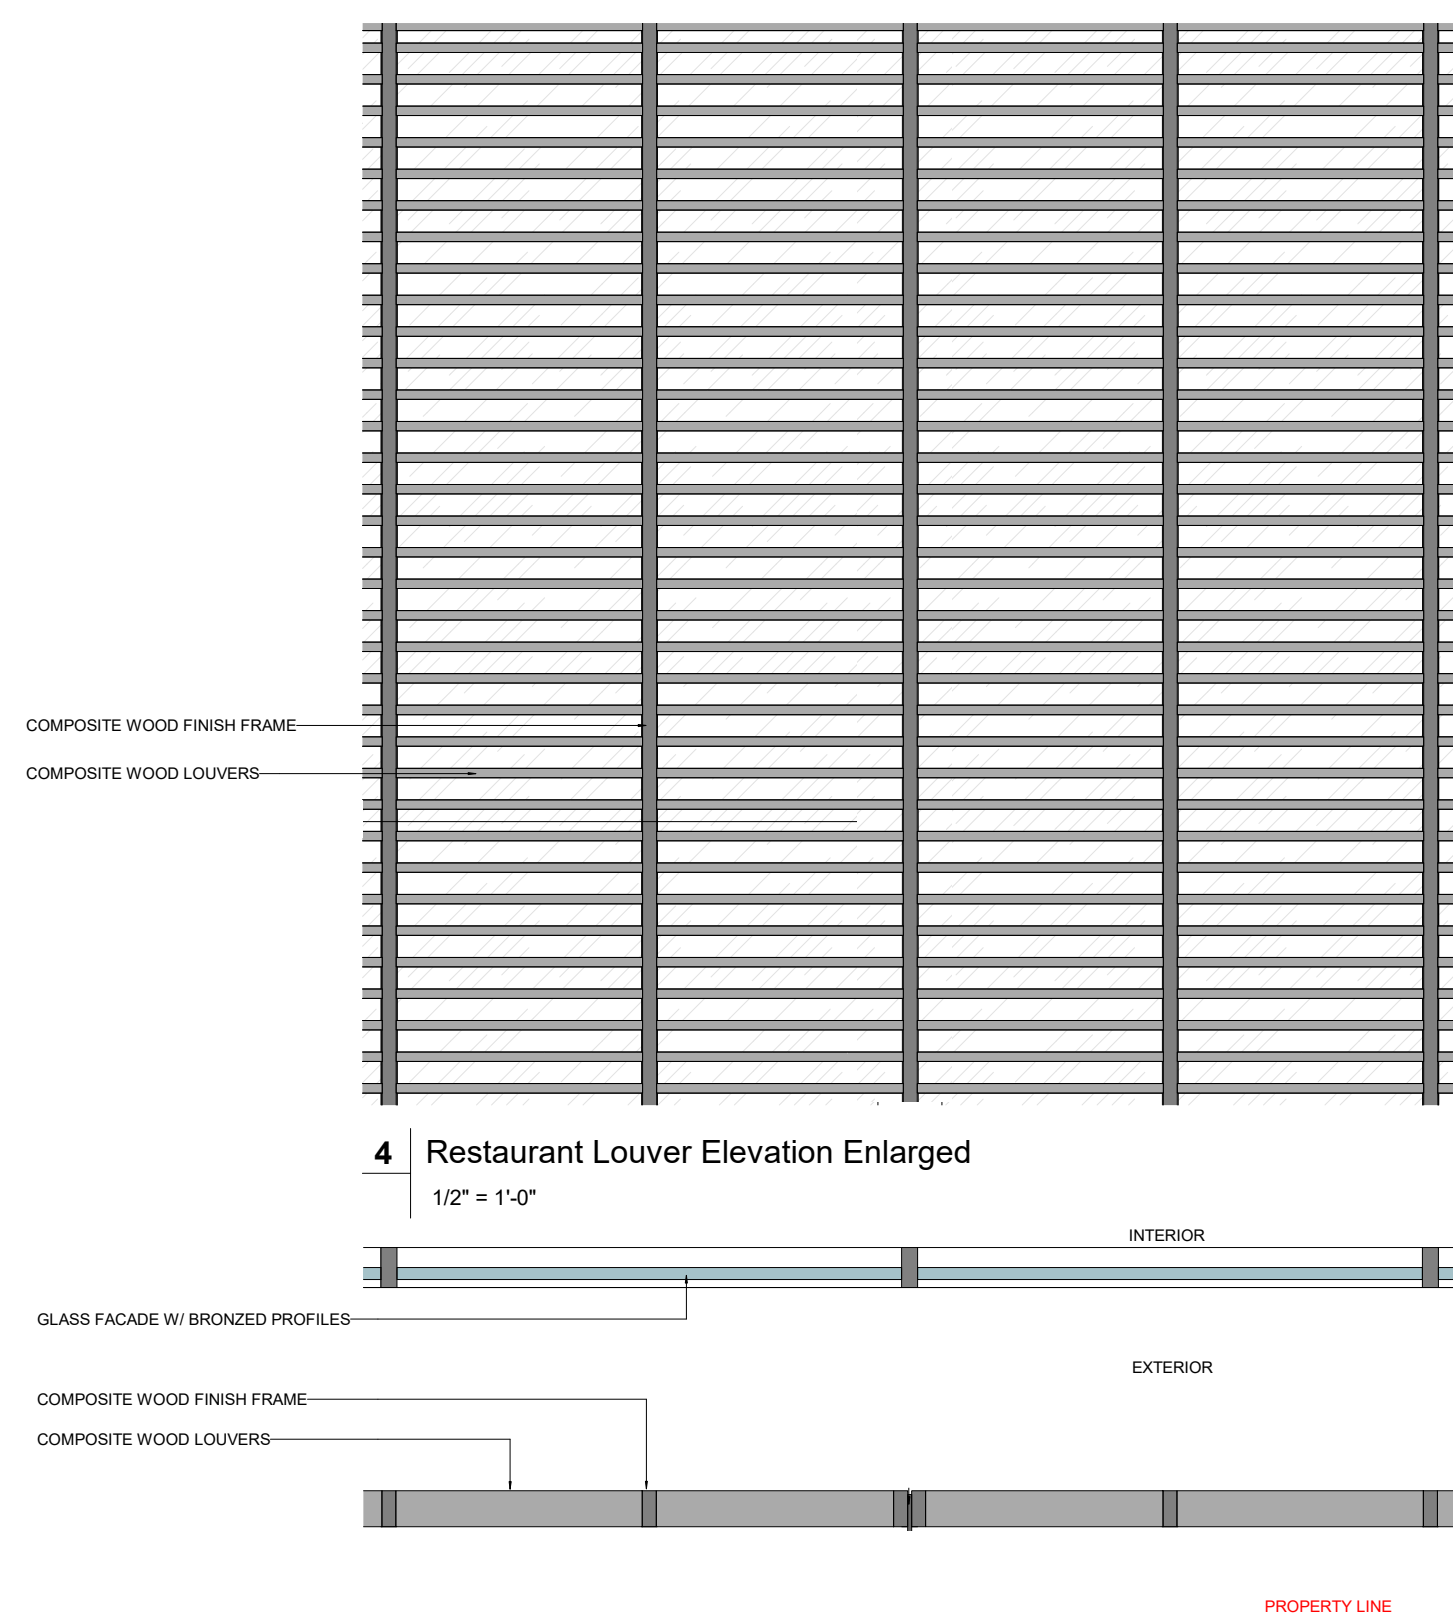 COMPOSITE WOOD FINISH FRAME
COMPOSITE WOOD LOUVERS
4
Restaurant Louver Elevation Enlarged
1/2" = 1'-0"
INTERIOR
GLASS FACADE W/ BRONZED PROFILES
EXTERIOR
COMPOSITE WOOD FINISH FRAME
COMPOSITE WOOD LOUVERS
PROPERTY LINE